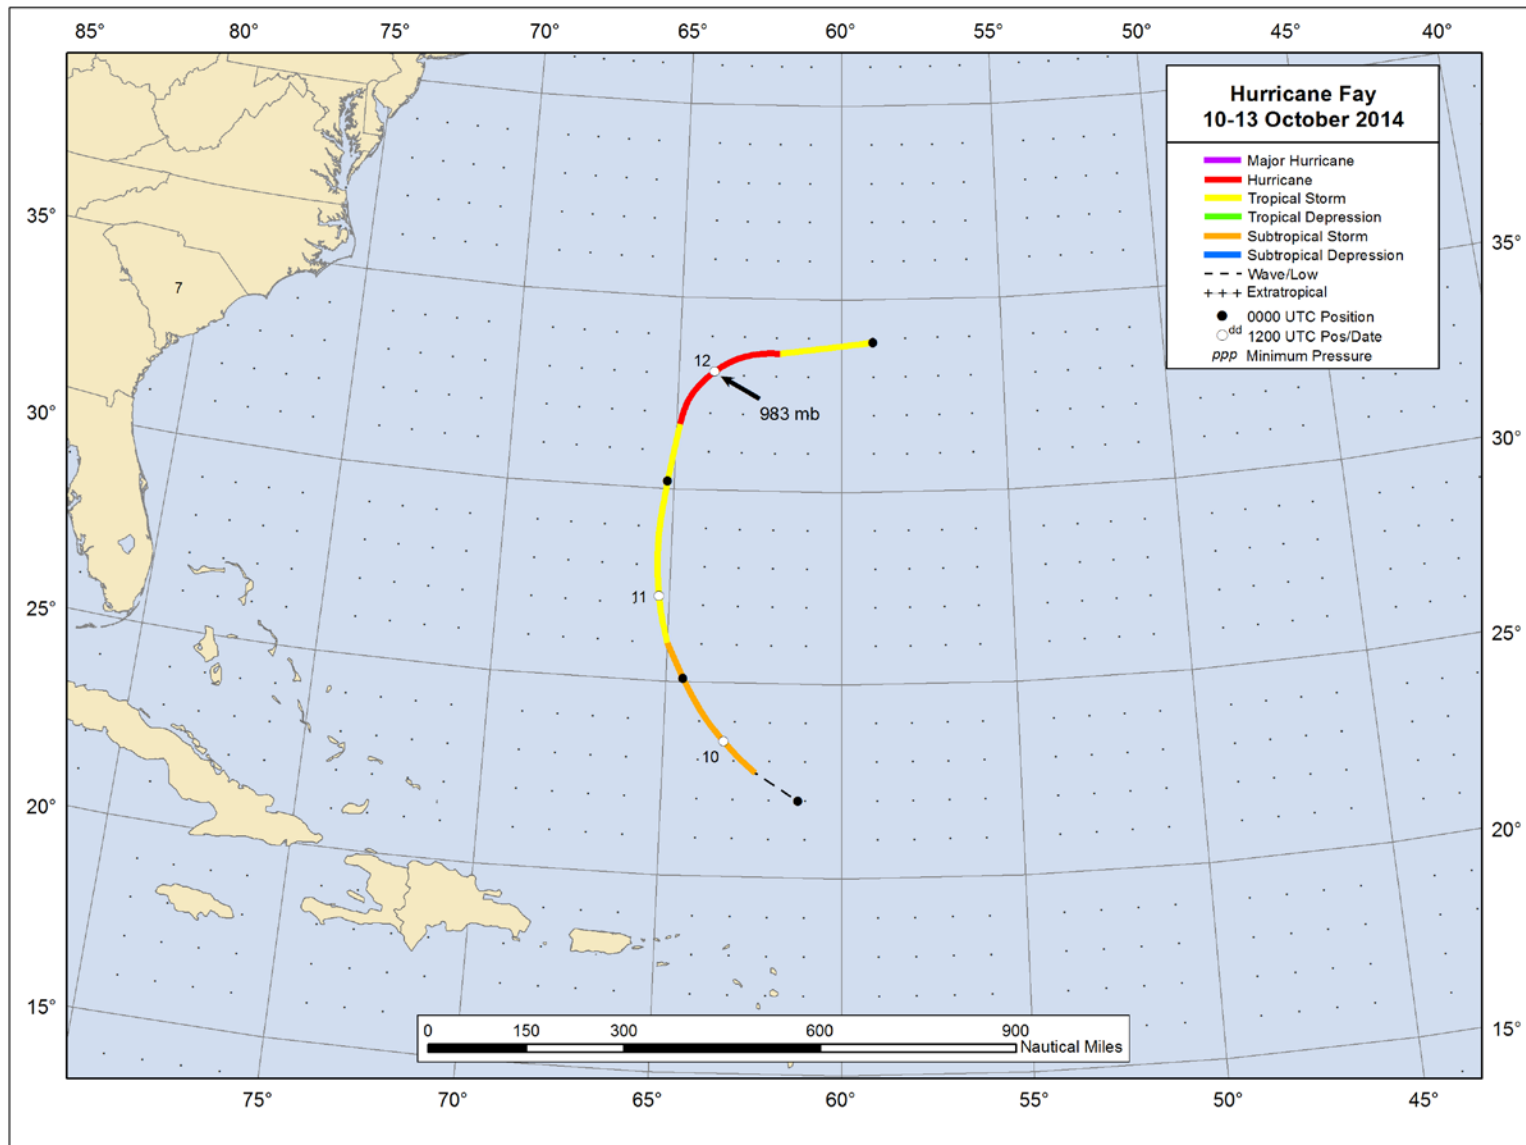 85° 80° 75° 70° 65° 60° 55° 50° 45° 40°
Hurricane Fay
10-13 October 2014
Major Hurricane
Hurricane
Tropical Storm
Tropical Depression
Subtropical Storm
Subtropical Depression
Wave/Low
+++ Extratropical
0000 UTC Position
dd 1200 UTC Pos/Date
ppp Minimum Pressure
35° 35°
7
12
983 mb
30° 30°
11
25° 25°
10
20° 20°
15° 15°
0 150 300 600 900
Nautical Miles
75° 70° 65° 60° 55° 50° 45°